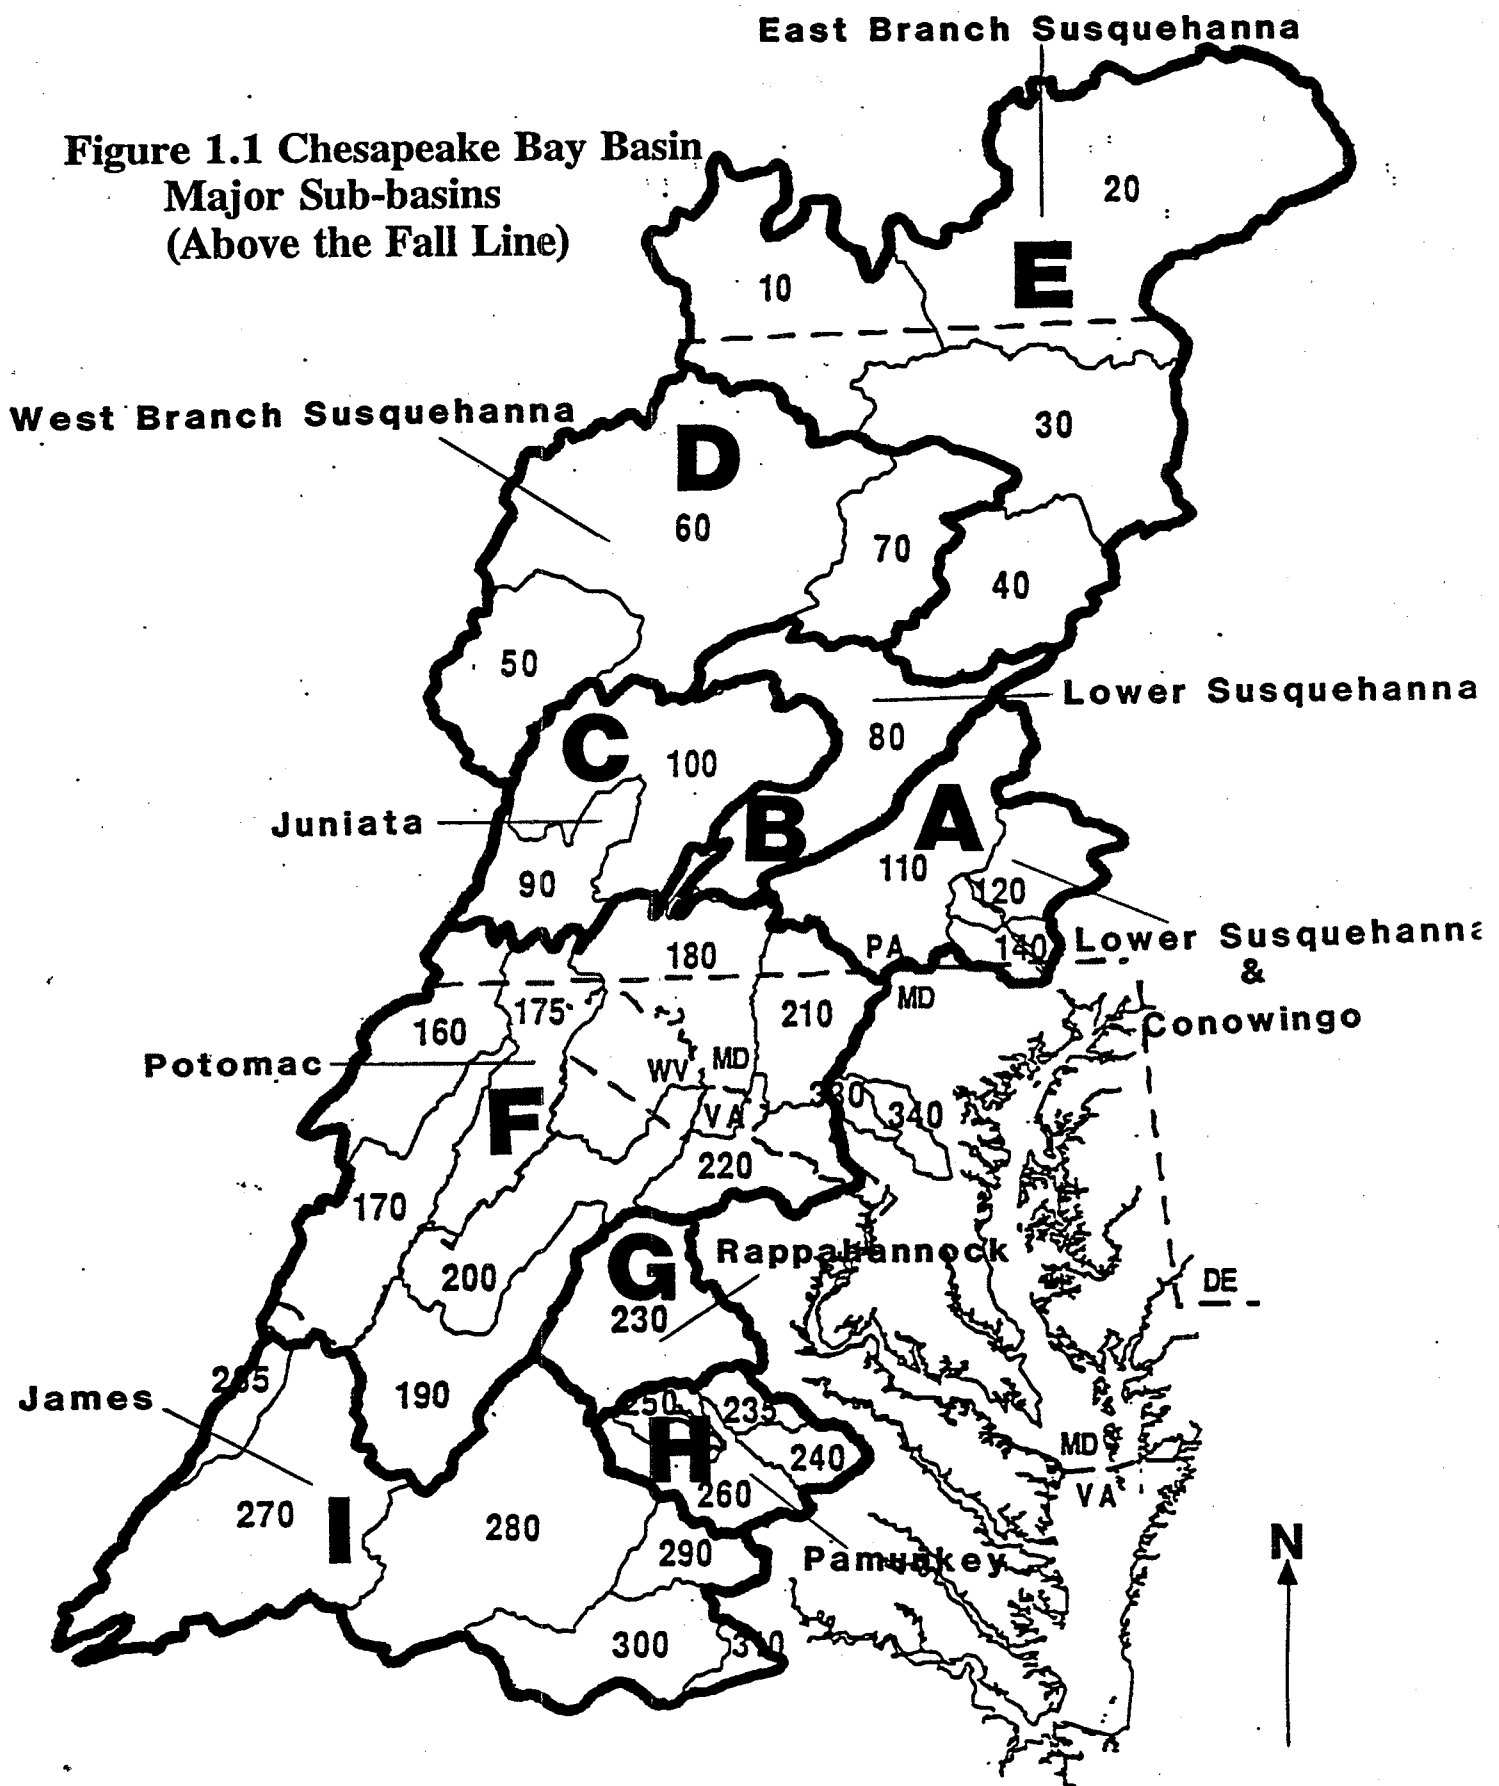 East Branch Susquehanna
Figure 1.1 Chesapeake Bay Basin
Major Sub-basins
(Above the Fall Line)
20
E
10
West Branch Susquehanna
30
D
60
70
40
50
Lower Susquehanna
C
80
100
A
B
Juniata
110
90
120
Lower Susquehanna
&
Conowingo
140
PA
180
MD
175
210
160
Potomac
WV
MD
330
340
VA
F
220
170
G
Rappahannock
200
DE
230
265
James
190
250
235
MD
H
240
VA
260
270
I
280
N
290
Pamunkey
300
310